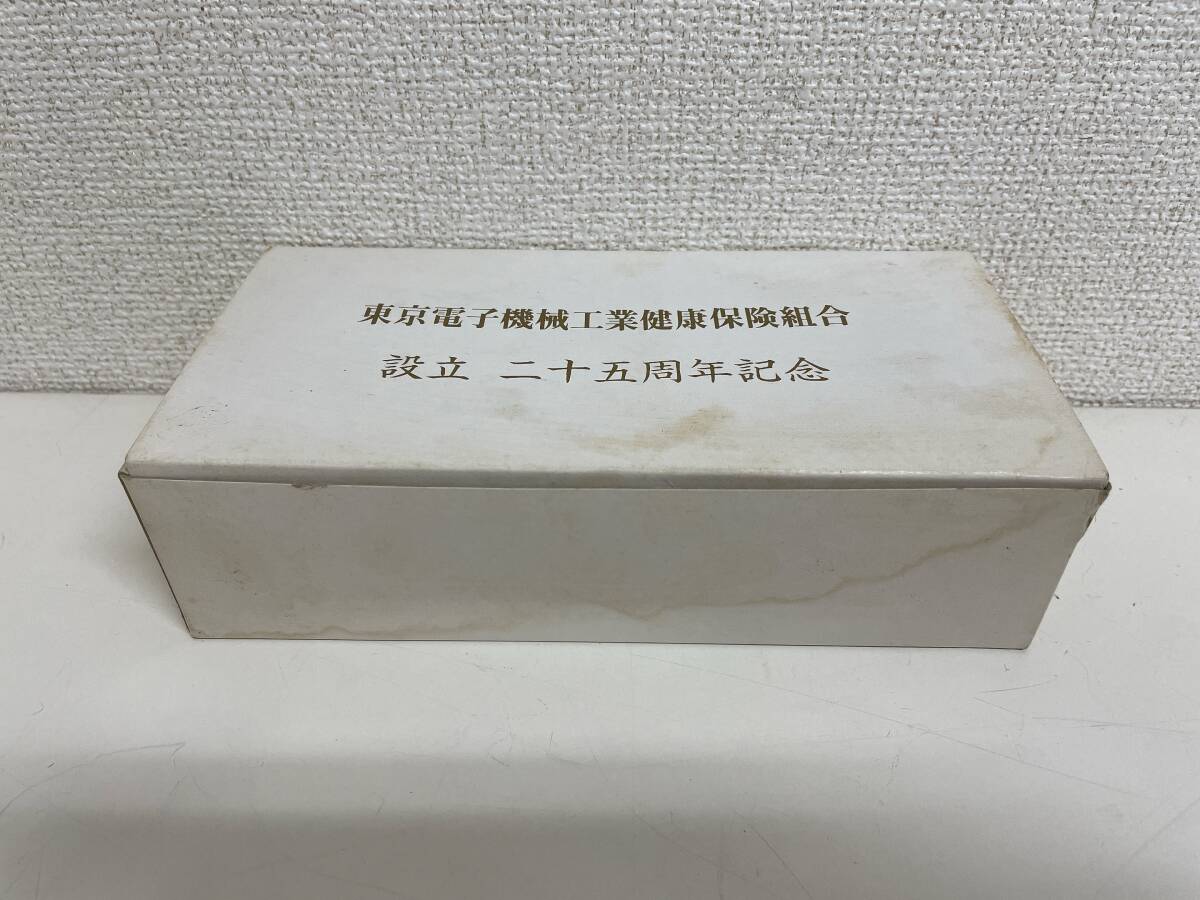 東京電子機械工業健康保険組合
設立 二十五周年記念